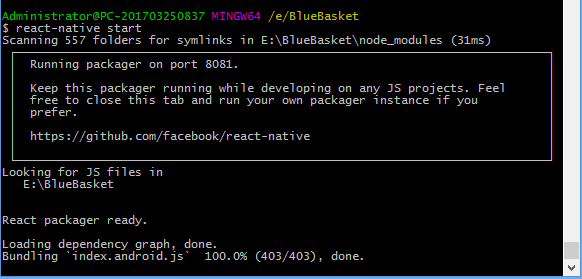 Administrator@PC-201703250837 MINGW64 /e/BlueBasket
$ react-native start
Scanning 557 folders for symlinks in E:\BlueBasket\node_modules (31ms)
Running packager on port 8081.
Keep this packager running while developing on any JS projects. Feel
free to close this tab and run your own packager instance if you
prefer.
https://github.com/facebook/react-native
Looking for JS files in
E:\BlueBasket
React packager ready.
Loading dependency graph, done.
Bundling `index.android.js`  100.0% (403/403), done.